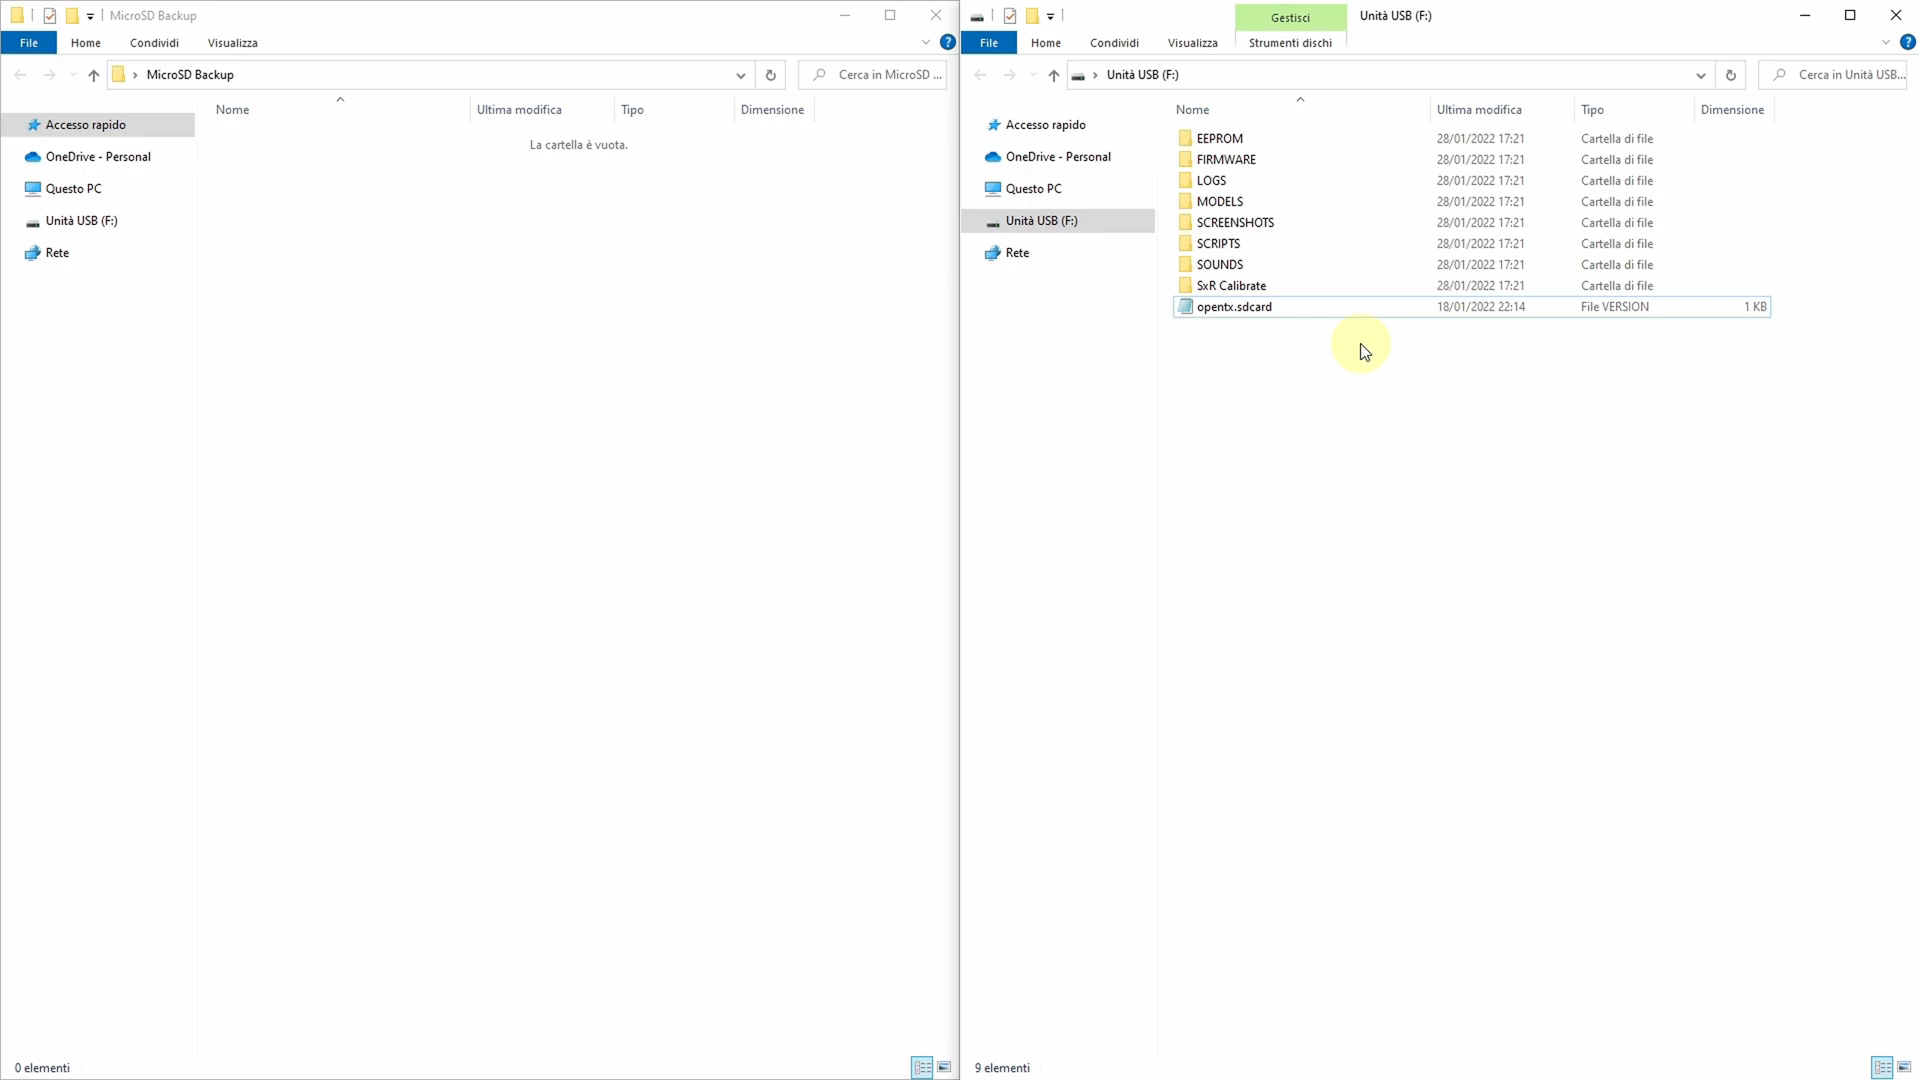 MicroSD Backup
File Home Condividi Visualizza
MicroSD Backup
Cerca in MicroSD ...
Nome Ultima modifica Tipo Dimensione
La cartella è vuota.
Accesso rapido
OneDrive - Personal
Questo PC
Unità USB (F:)
Rete
0 elementi
Gestisci Unità USB (F:)
File Home Condividi Visualizza Strumenti dischi
Unità USB (F:)
Cerca in Unità USB...
Accesso rapido
OneDrive - Personal
Questo PC
Unità USB (F:)
Rete
Nome Ultima modifica Tipo Dimensione
EEPROM 28/01/2022 17:21 Cartella di file
FIRMWARE 28/01/2022 17:21 Cartella di file
LOGS 28/01/2022 17:21 Cartella di file
MODELS 28/01/2022 17:21 Cartella di file
SCREENSHOTS 28/01/2022 17:21 Cartella di file
SCRIPTS 28/01/2022 17:21 Cartella di file
SOUNDS 28/01/2022 17:21 Cartella di file
SxR Calibrate 28/01/2022 17:21 Cartella di file
opentx.sdcard 18/01/2022 22:14 File VERSION 1 KB
9 elementi